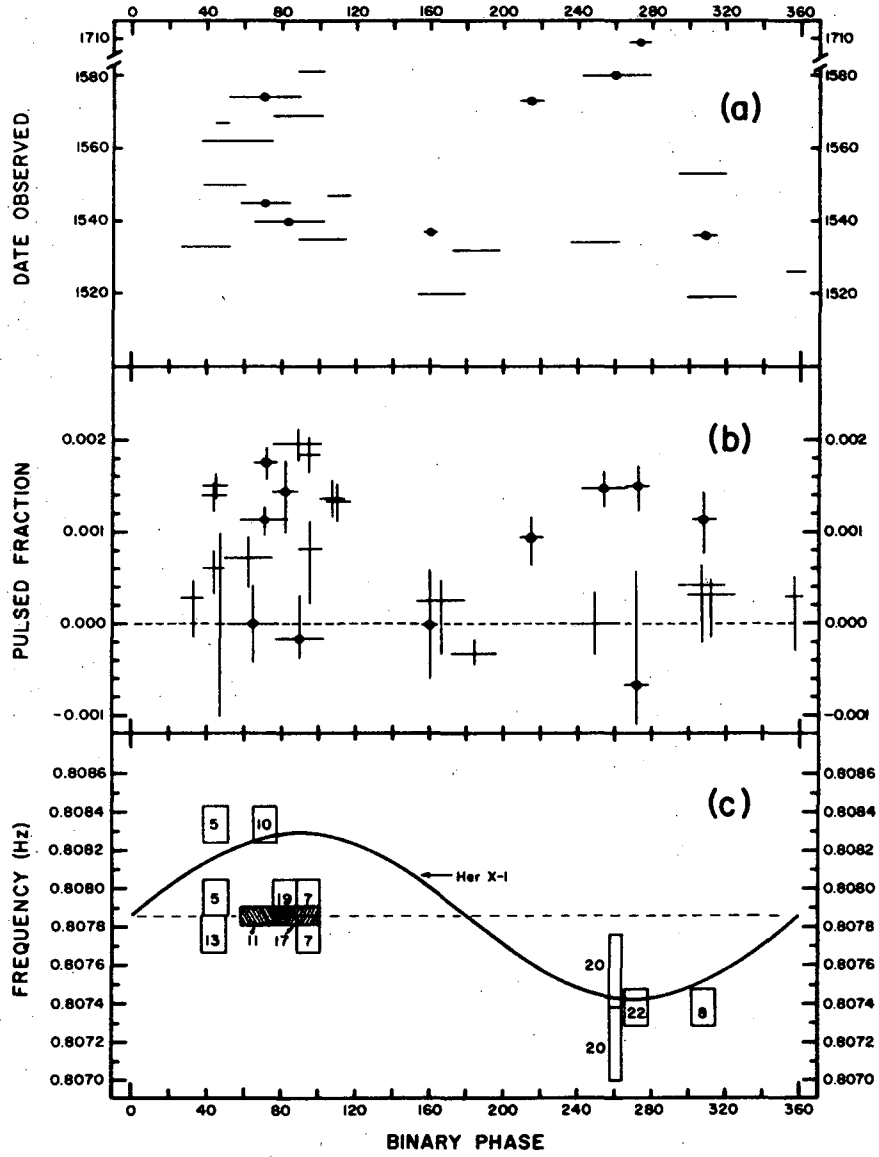 0 40 80 120 160 200 240 280 320 360
1710 1710
1580 1580
(a)
1560 1560
1540 1540
1520 1520
DATE OBSERVED
(b)
0.002 0.002
0.001 0.001
0.000 0.000
-0.001 -0.001
PULSED FRACTION
(c)
0.8086 0.8086
0.8084 0.8084
5 10
0.8082 0.8082
Her X-1
0.8080 0.8080
5 19 7
0.8078 0.8078
13 11 17 7
0.8076 0.8076
20
0.8074 0.8074
22 8
0.8072 0.8072
20
0.8070 0.8070
FREQUENCY (Hz)
0 40 80 120 160 200 240 280 320 360
BINARY PHASE